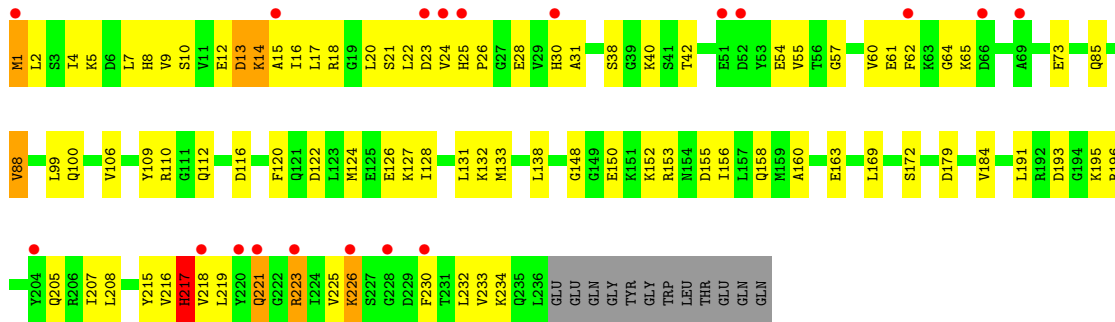 M1 L2 S3 I4 K5 D6 L7 H8 V9 S10 V11 E12 D13 K14 A15 I16 L17 R18 G19 L20 S21 L22 D23 V24 H25 P26 G27 E28 V29 H30 A31 S38 G39 K40 S41 T42 E51 D52 Y53 E54 V55 T56 G57 V60 E61 F62 K63 G64 K65 D66 A69 E73 Q85
V88 L99 Q100 V106 Y109 R110 G111 Q112 D116 F120 Q121 D122 L123 M124 E125 E126 K127 I128 L131 K132 M133 L138 G148 G149 E150 K151 K152 R153 N154 D155 I156 L157 Q158 M159 A160 E163 L169 S172 D179 V184 L191 R192 D193 G194 K195
Y204 Q205 R206 I207 L208 Y215 V216 H217 V218 L219 Y220 Q221 G222 R223 I224 V225 K226 S227 G228 D229 F230 T231 L232 V233 K234 Q235 L236 GLU GLU GLN GLY TYR GLY TRP LEU THR GLU GLN GLN